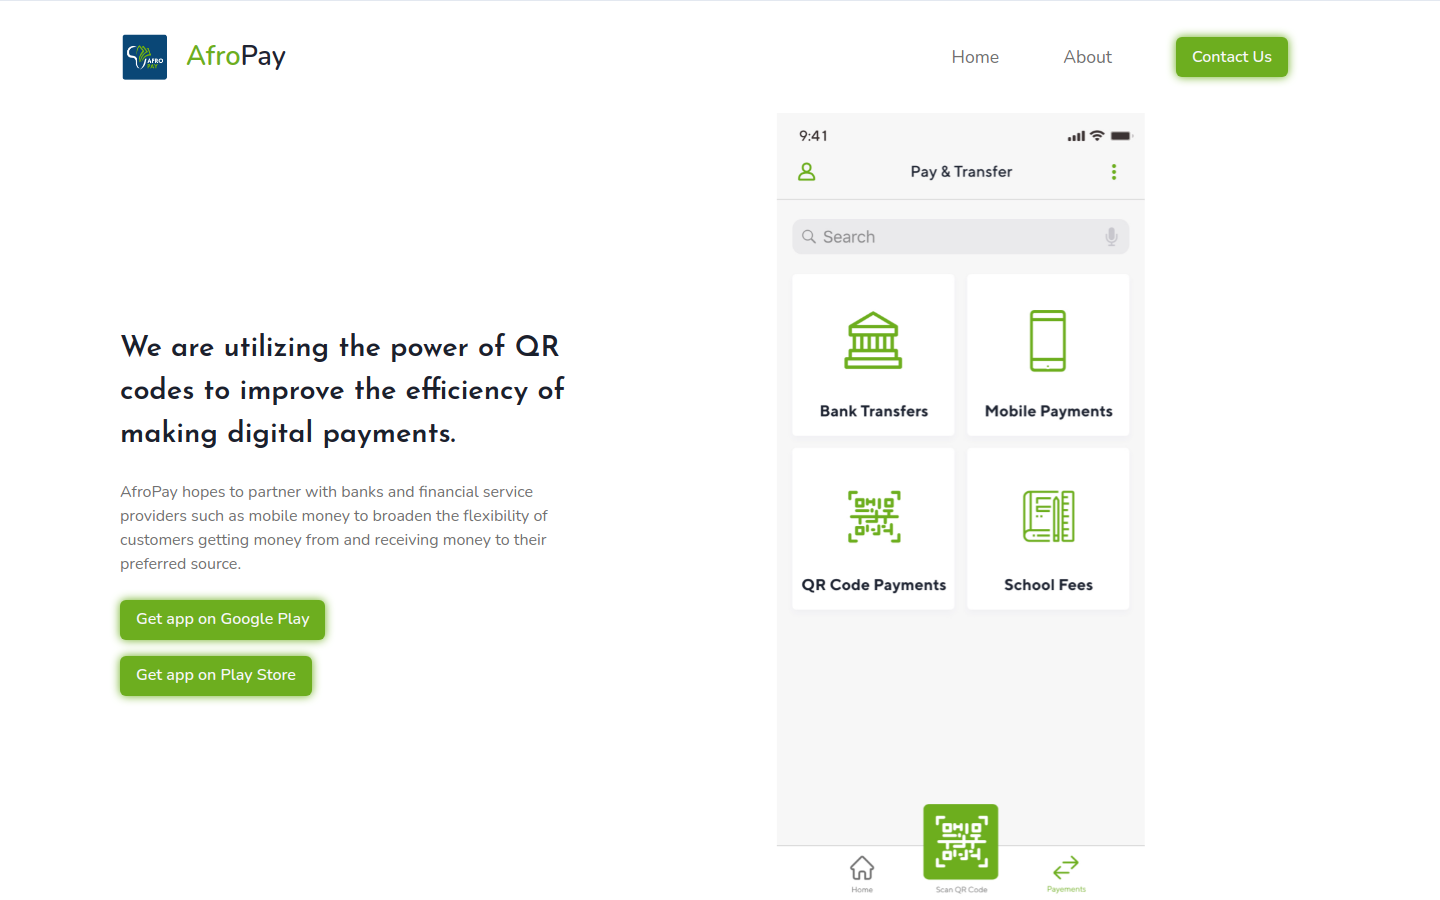 AFRO
PAY
AfroPay
Home
About
Contact Us
We are utilizing the power of QR
codes to improve the efficiency of
making digital payments.
AfroPay hopes to partner with banks and financial service
providers such as mobile money to broaden the flexibility of
customers getting money from and receiving money to their
preferred source.
Get app on Google Play
Get app on Play Store
9:41
Pay & Transfer
Search
Bank Transfers
Mobile Payments
QR Code Payments
School Fees
Home
Scan QR Code
Payements